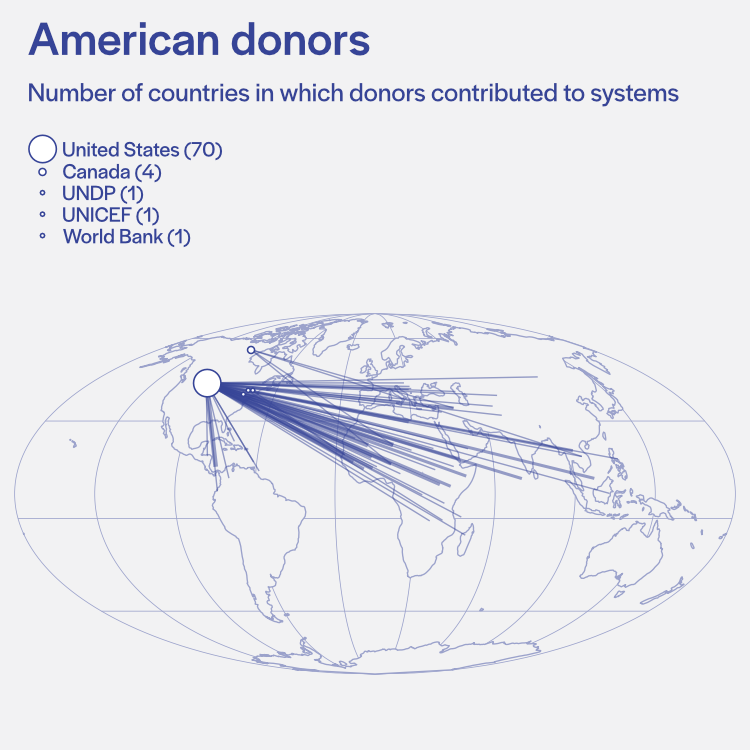 American donors
Number of countries in which donors contributed to systems
United States (70)
Canada (4)
UNDP (1)
UNICEF (1)
World Bank (1)